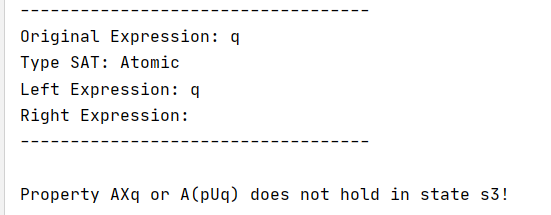 -----------------------------------
Original Expression: q
Type SAT: Atomic
Left Expression: q
Right Expression:
-----------------------------------
Property AXq or A(pUq) does not hold in state s3!